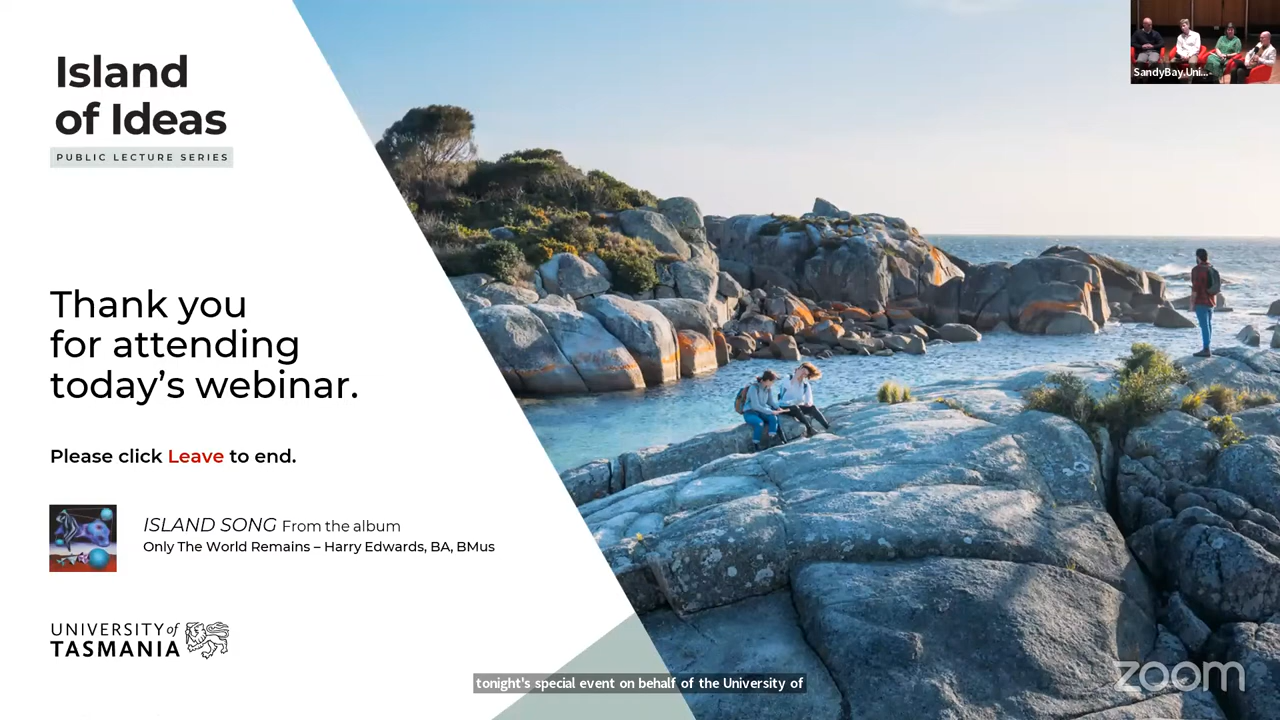 Island
of Ideas
PUBLIC LECTURE SERIES
Thank you
for attending
today’s webinar.
Please click Leave to end.
ISLAND SONG From the album
Only The World Remains – Harry Edwards, BA, BMus
UNIVERSITY of
TASMANIA
SandyBay.Uni...
tonight's special event on behalf of the University of
zoom